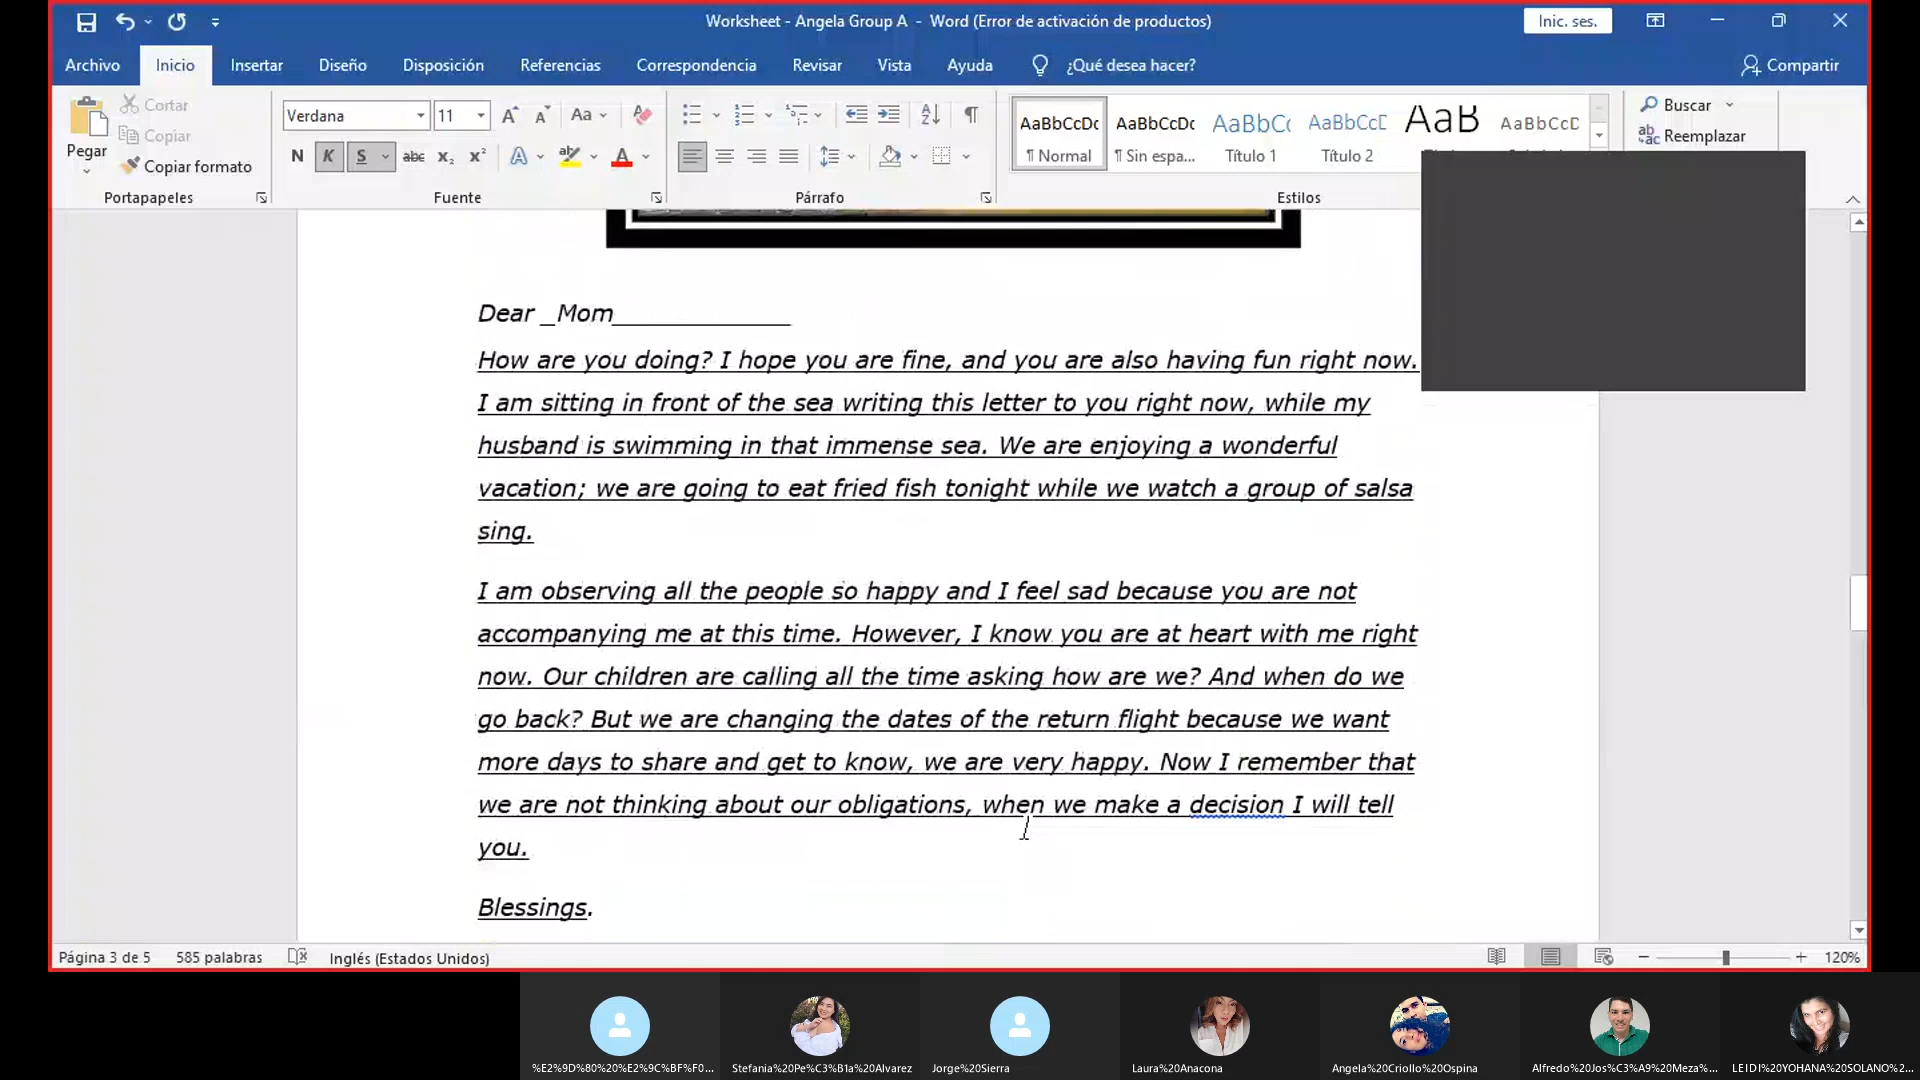 Worksheet - Angela Group A - Word (Error de activación de productos)
Inic. ses.
Archivo Inicio Insertar Diseño Disposición Referencias Correspondencia Revisar Vista Ayuda ¿Qué desea hacer? Compartir
Pegar
Cortar
Copiar
Copiar formato
Portapapeles
Verdana 11
N K S abc x₂ x²
Fuente
Párrafo
AaBbCcDc AaBbCcDc AaBbCc AaBbCcD AaB AaBbCcD
¶ Normal ¶ Sin espa... Título 1 Título 2
Estilos
Buscar
Reemplazar
Dear _Mom_____________
How are you doing? I hope you are fine, and you are also having fun right now.
I am sitting in front of the sea writing this letter to you right now, while my
husband is swimming in that immense sea. We are enjoying a wonderful
vacation; we are going to eat fried fish tonight while we watch a group of salsa
sing.
I am observing all the people so happy and I feel sad because you are not
accompanying me at this time. However, I know you are at heart with me right
now. Our children are calling all the time asking how are we? And when do we
go back? But we are changing the dates of the return flight because we want
more days to share and get to know, we are very happy. Now I remember that
we are not thinking about our obligations, when we make a decision I will tell
you.
Blessings.
Página 3 de 5 585 palabras Inglés (Estados Unidos) 120%
%E2%9D%80%20%E2%9C%BF%F0... Stefania%20Pe%C3%B1a%20Alvarez Jorge%20Sierra Laura%20Anacona Angela%20Criollo%20Ospina Alfredo%20Jos%C3%A9%20Meza%... LEIDI%20YOHANA%20SOLANO%2...